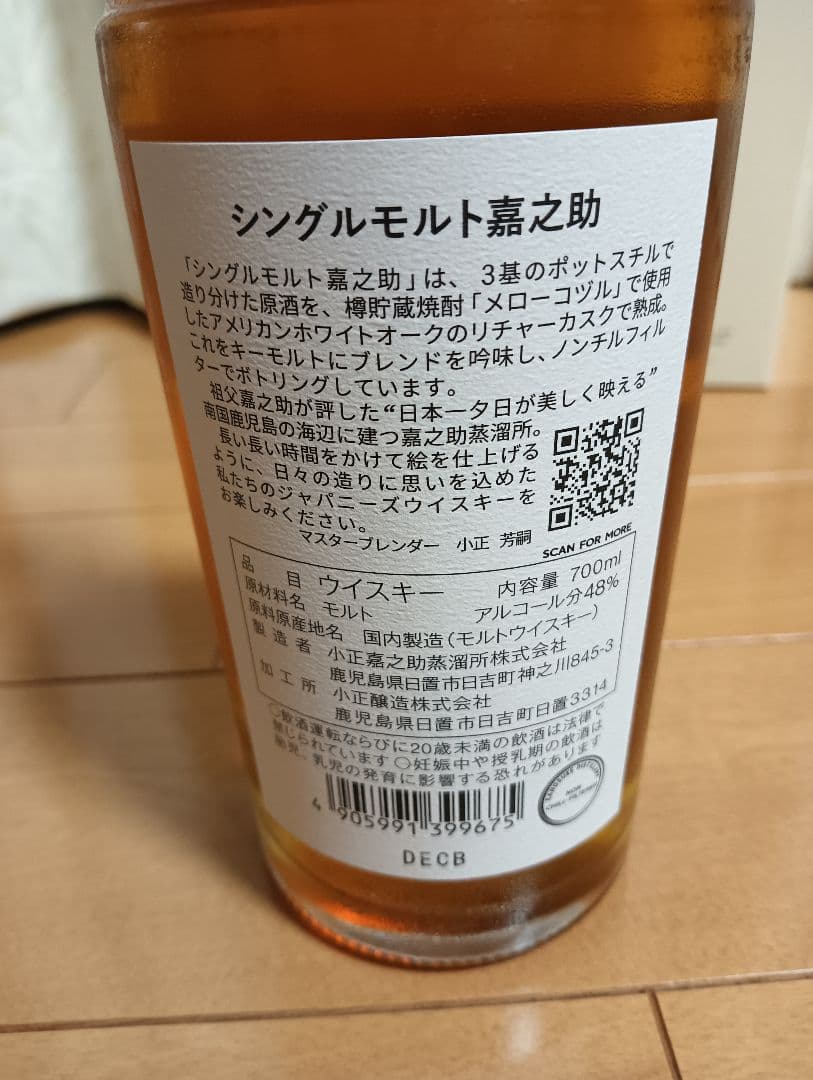 シングルモルト嘉之助
「シングルモルト嘉之助」は、3基のポットスチルで
造り分けた原酒を、樽貯蔵焼酎「メローコヅル」で使用
したアメリカンホワイトオークのリチャーカスクで熟成。
これをキーモルトにブレンドを吟味し、ノンチルフィル
ターでボトリングしています。
祖父嘉之助が評した“日本一夕日が美しく映える”
南国鹿児島の海辺に建つ嘉之助蒸溜所。
長い長い時間をかけて絵を仕上げる
ように、日々の造りに思いを込めた
私たちのジャパニーズウイスキーを
お楽しみください。
マスターブレンダー 小正 芳嗣
SCAN FOR MORE
品目 ウイスキー 内容量 700ml
原材料名 モルト アルコール分48%
原料原産地名 国内製造(モルトウイスキー)
製造者 小正嘉之助蒸溜所株式会社
鹿児島県日置市日吉町神之川845-3
加工所 小正醸造株式会社
鹿児島県日置市日吉町日置3314
○飲酒運転ならびに20歳未満の飲酒は法律で
禁じられています ○妊娠中や授乳期の飲酒は
胎児・乳児の発育に影響する恐れがあります
NON
CHILL-FILTERED
4 905991 399675
DECB